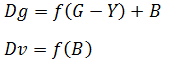 Dg = f(G − Y) + B
Dv = f(B)